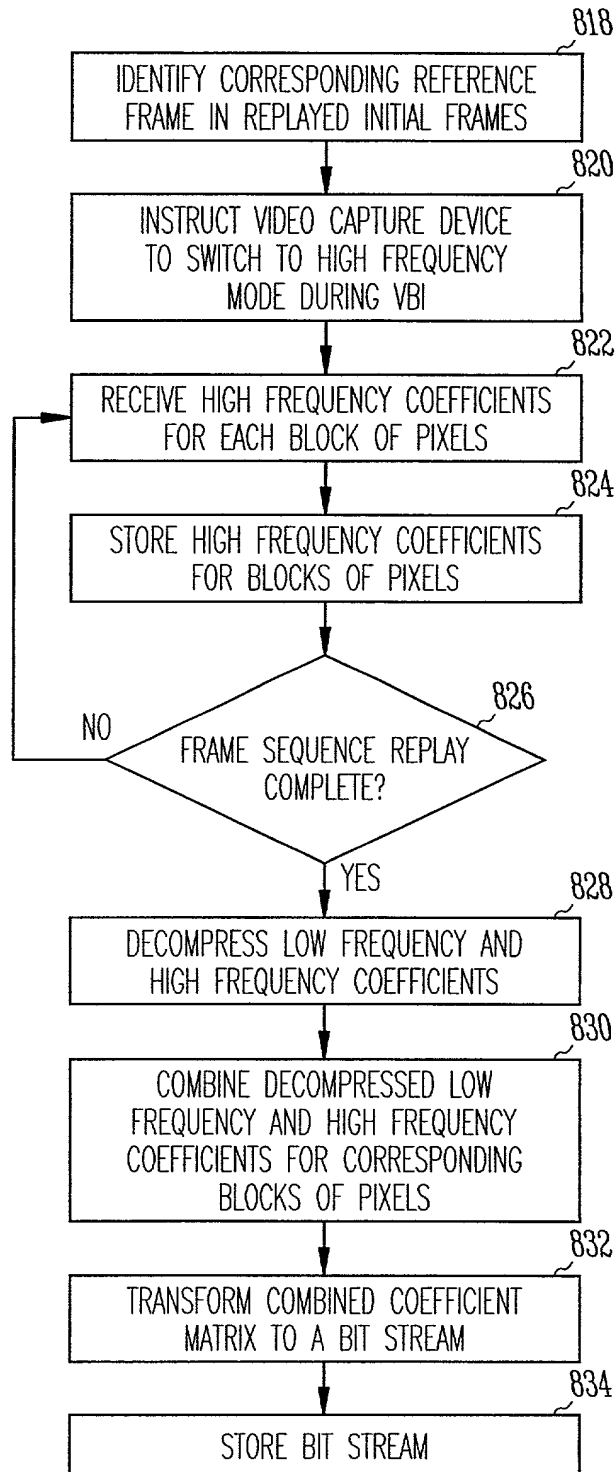 818
IDENTIFY CORRESPONDING REFERENCE
FRAME IN REPLAYED INITIAL FRAMES
820
INSTRUCT VIDEO CAPTURE DEVICE
TO SWITCH TO HIGH FREQUENCY
MODE DURING VBI
822
RECEIVE HIGH FREQUENCY COEFFICIENTS
FOR EACH BLOCK OF PIXELS
824
STORE HIGH FREQUENCY COEFFICIENTS
FOR BLOCKS OF PIXELS
826
NO
FRAME SEQUENCE REPLAY
COMPLETE?
YES
828
DECOMPRESS LOW FREQUENCY AND
HIGH FREQUENCY COEFFICIENTS
830
COMBINE DECOMPRESSED LOW
FREQUENCY AND HIGH FREQUENCY
COEFFICIENTS FOR CORRESPONDING
BLOCKS OF PIXELS
832
TRANSFORM COMBINED COEFFICIENT
MATRIX TO A BIT STREAM
834
STORE BIT STREAM